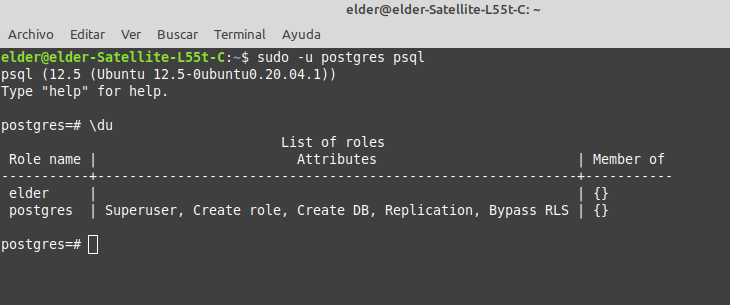 elder@elder-Satellite-L55t-C: ~
Archivo Editar Ver Buscar Terminal Ayuda
elder@elder-Satellite-L55t-C:~$ sudo -u postgres psql
psql (12.5 (Ubuntu 12.5-0ubuntu0.20.04.1))
Type "help" for help.
postgres=# \du
                                   List of roles
 Role name |                         Attributes                         | Member of
-----------+------------------------------------------------------------+-----------
 elder     |                                                            | {}
 postgres  | Superuser, Create role, Create DB, Replication, Bypass RLS | {}
postgres=#